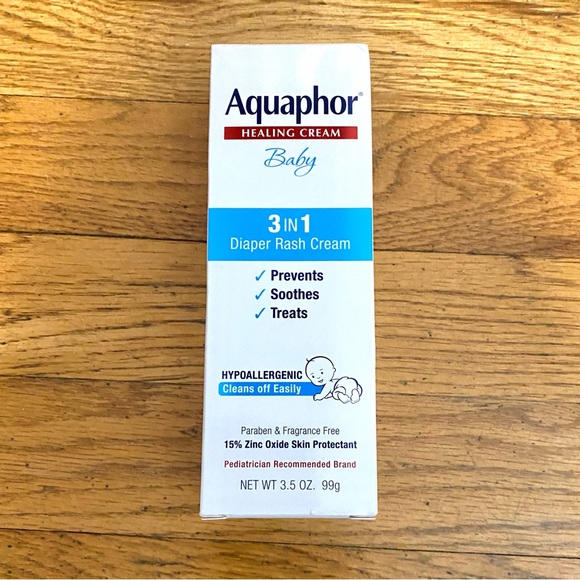 Aquaphor®
HEALING CREAM
Baby
3 IN 1
Diaper Rash Cream
✓ Prevents
✓ Soothes
✓ Treats
HYPOALLERGENIC
Cleans off Easily
Paraben & Fragrance Free
15% Zinc Oxide Skin Protectant
Pediatrician Recommended Brand
NET WT 3.5 OZ. 99g